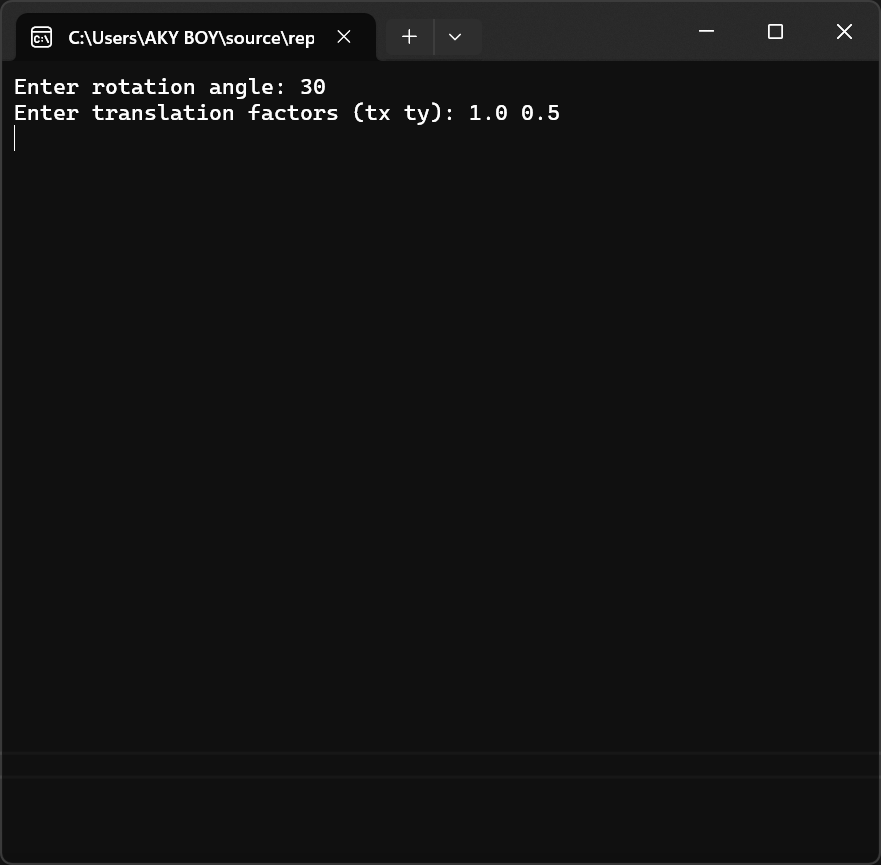 C:\Users\AKY BOY\source\rep
Enter rotation angle: 30
Enter translation factors (tx ty): 1.0 0.5